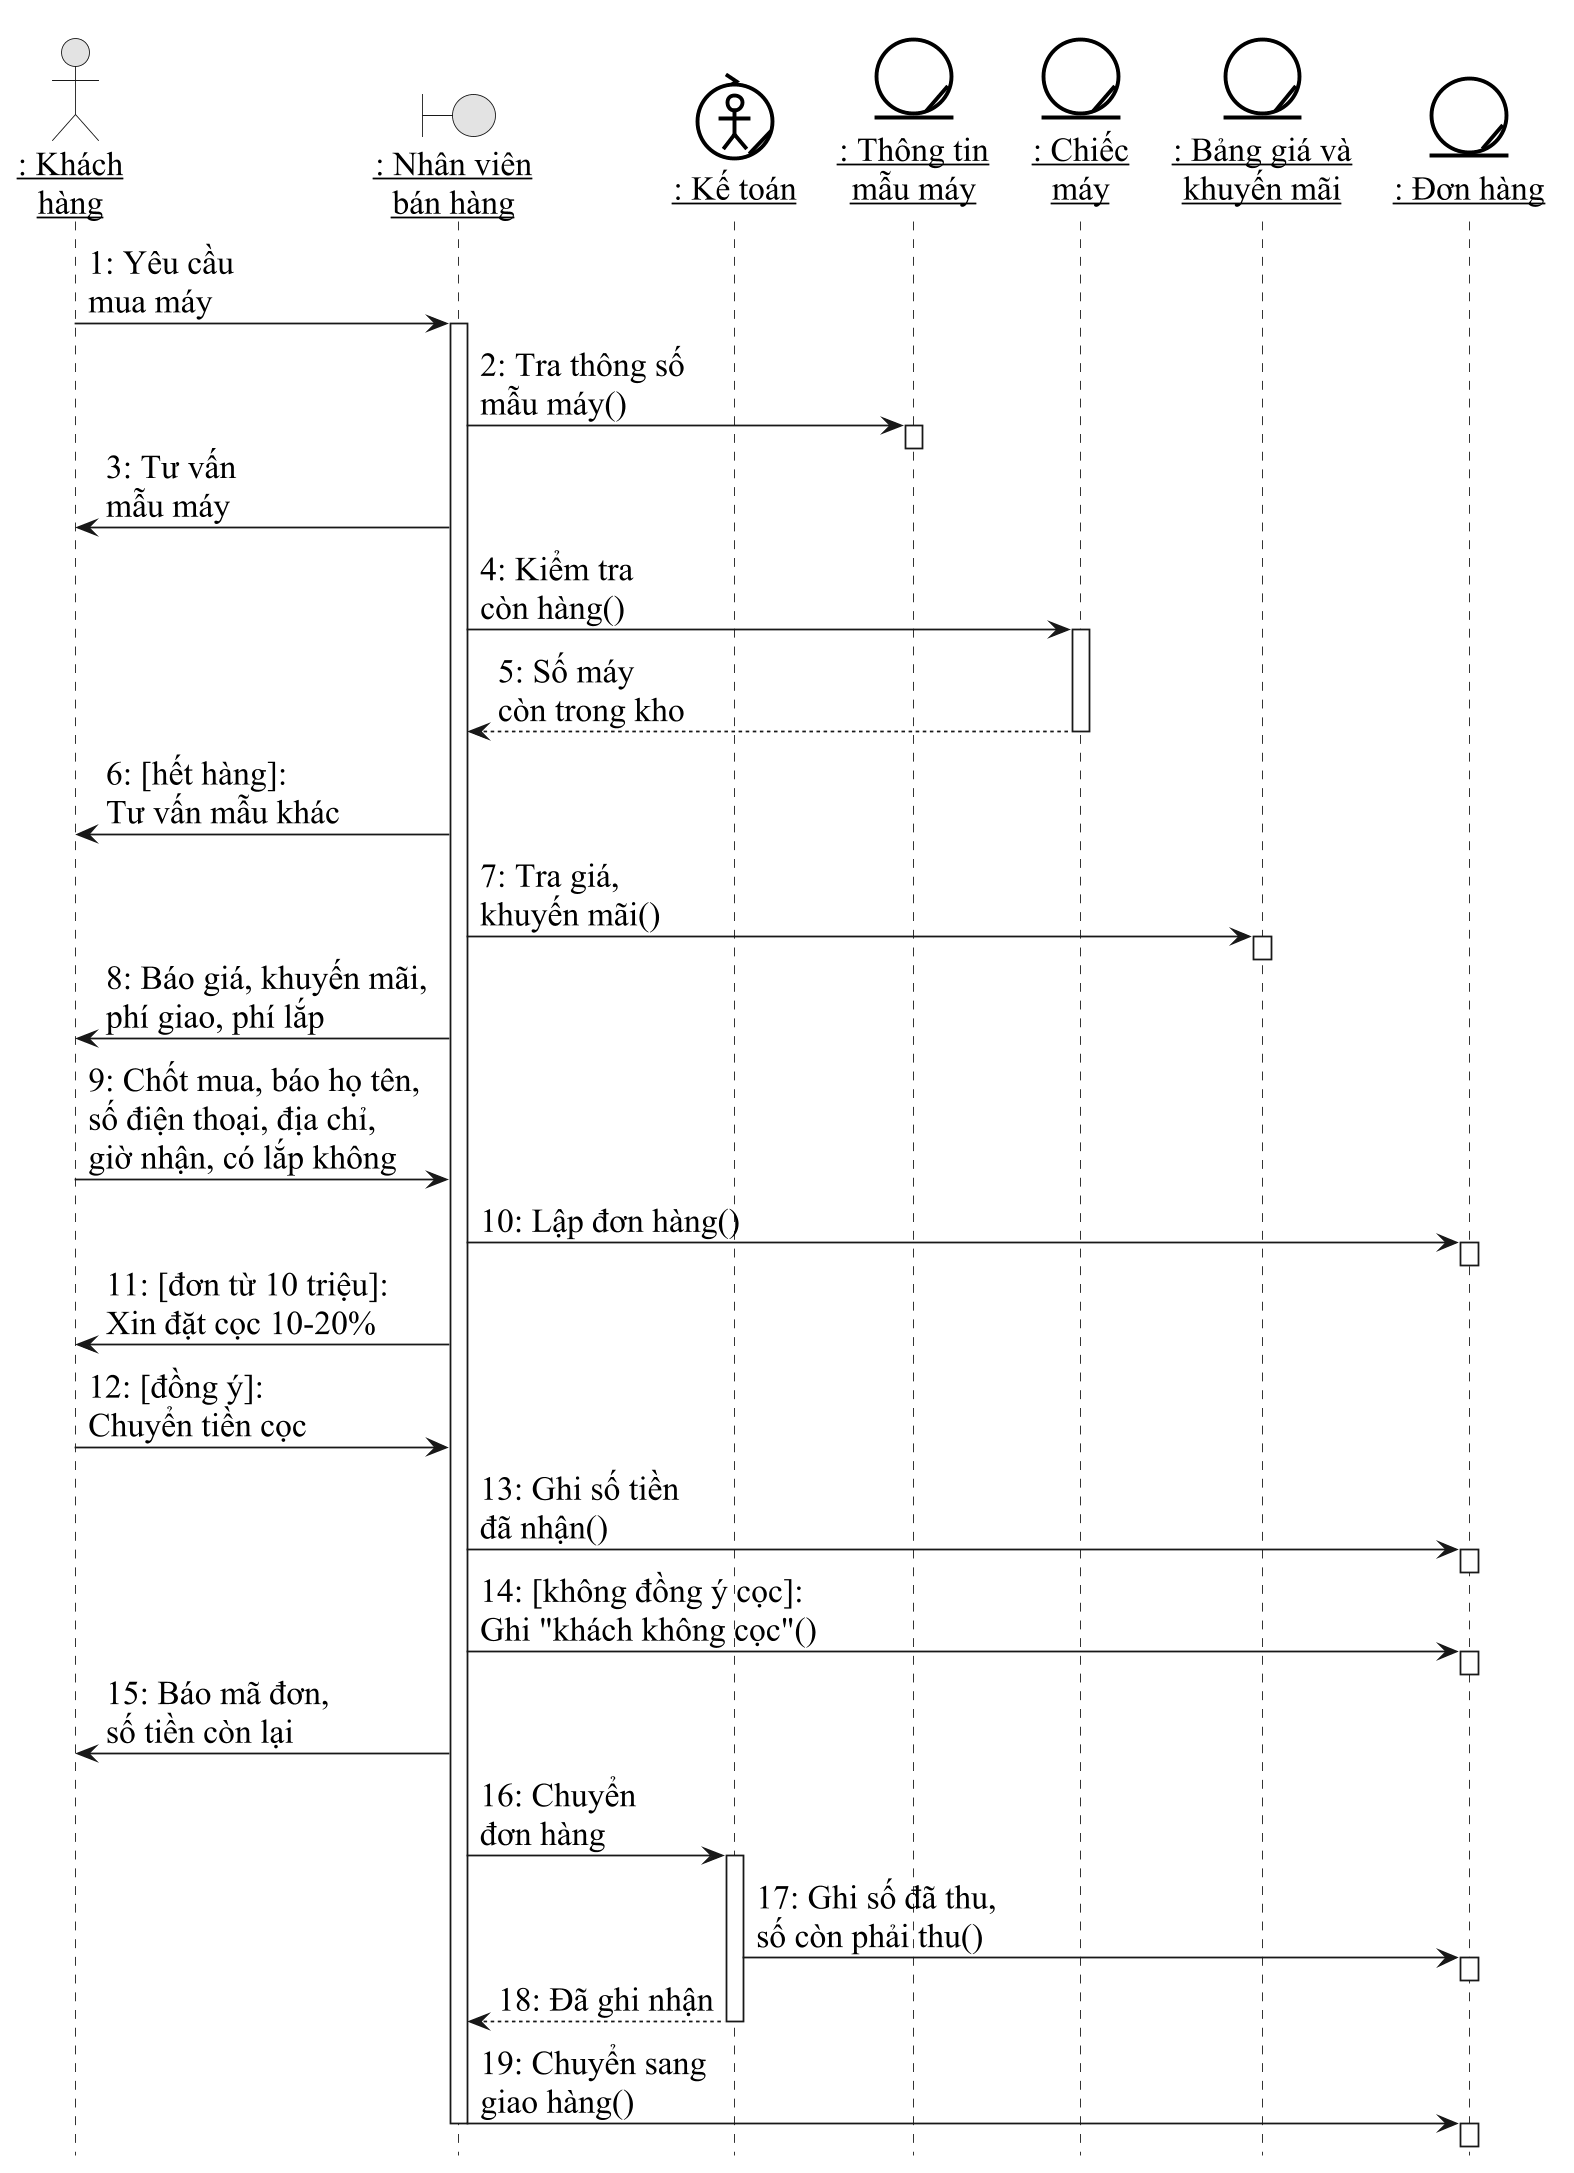 : Khách
hàng
: Nhân viên
bán hàng
: Kế toán
: Thông tin
mẫu máy
: Chiếc
máy
: Bảng giá và
khuyến mãi
: Đơn hàng
1: Yêu cầu
mua máy
2: Tra thông số
mẫu máy()
3: Tư vấn
mẫu máy
4: Kiểm tra
còn hàng()
5: Số máy
còn trong kho
6: [hết hàng]:
Tư vấn mẫu khác
7: Tra giá,
khuyến mãi()
8: Báo giá, khuyến mãi,
phí giao, phí lắp
9: Chốt mua, báo họ tên,
số điện thoại, địa chỉ,
giờ nhận, có lắp không
10: Lập đơn hàng()
11: [đơn từ 10 triệu]:
Xin đặt cọc 10-20%
12: [đồng ý]:
Chuyển tiền cọc
13: Ghi số tiền
đã nhận()
14: [không đồng ý cọc]:
Ghi "khách không cọc"()
15: Báo mã đơn,
số tiền còn lại
16: Chuyển
đơn hàng
17: Ghi số đã thu,
số còn phải thu()
18: Đã ghi nhận
19: Chuyển sang
giao hàng()